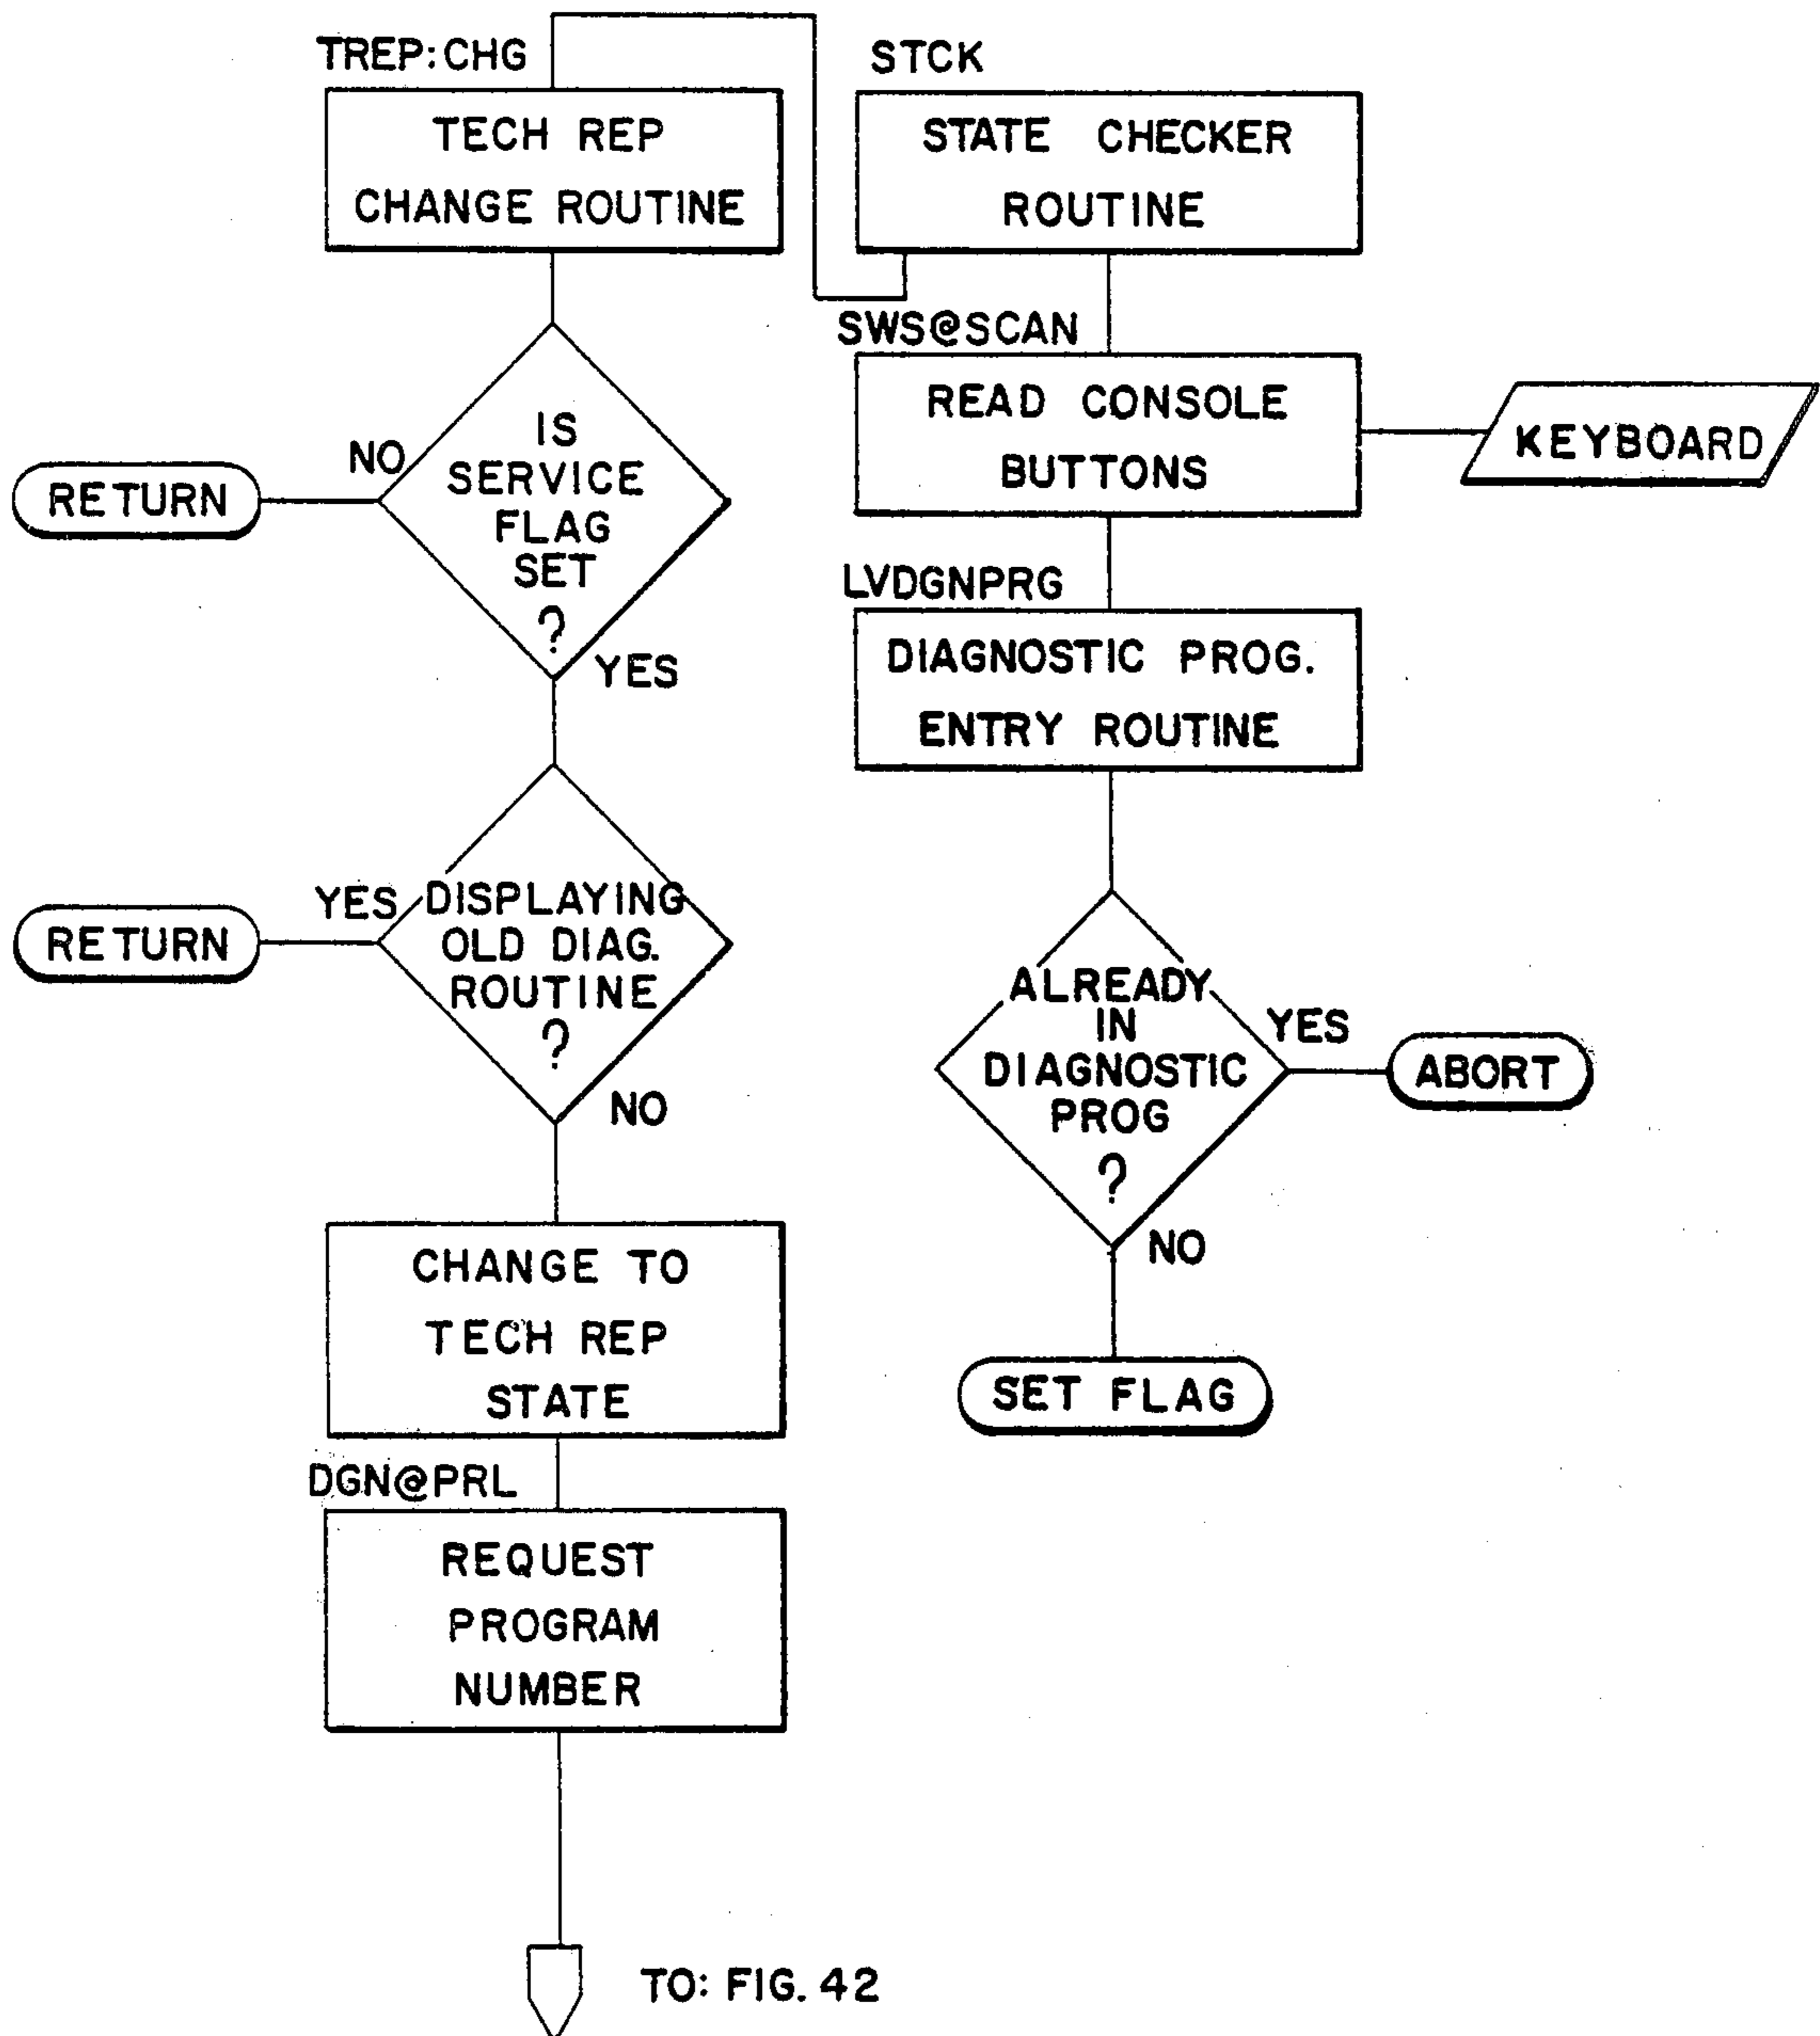 TREP:CHG
TECH REP
CHANGE ROUTINE
NO
IS
SERVICE
FLAG
SET
?
RETURN
YES
YES
DISPLAYING
OLD DIAG.
ROUTINE
?
RETURN
NO
CHANGE TO
TECH REP
STATE
DGN@PRL
REQUEST
PROGRAM
NUMBER
TO: FIG. 42
STCK
STATE CHECKER
ROUTINE
SWS@SCAN
READ CONSOLE
BUTTONS
KEYBOARD
LVDGNPRG
DIAGNOSTIC PROG.
ENTRY ROUTINE
ALREADY
IN
DIAGNOSTIC
PROG
?
YES
ABORT
NO
SET FLAG